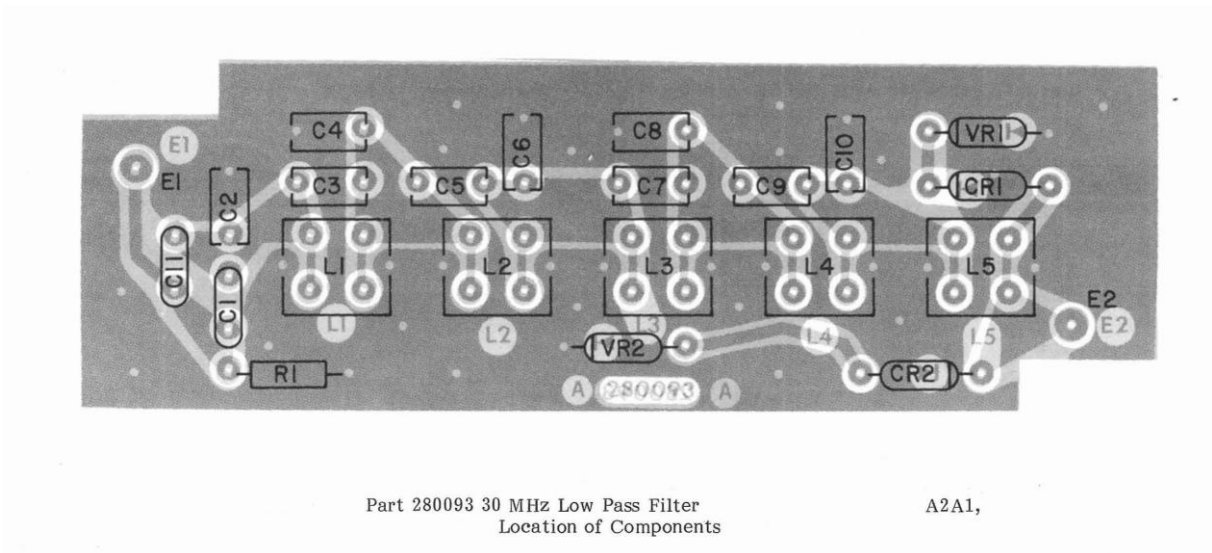 C4
C6
C8
C10
VR1
E1
E1
C2
C3
C5
C7
C9
CR1
C11
C1
L1
L2
L3
L4
L5
E2
E2
L1
L2
L3
L4
L5
VR2
R1
CR2
A 280093 A
Part 280093 30 MHz Low Pass Filter A2A1,
Location of Components